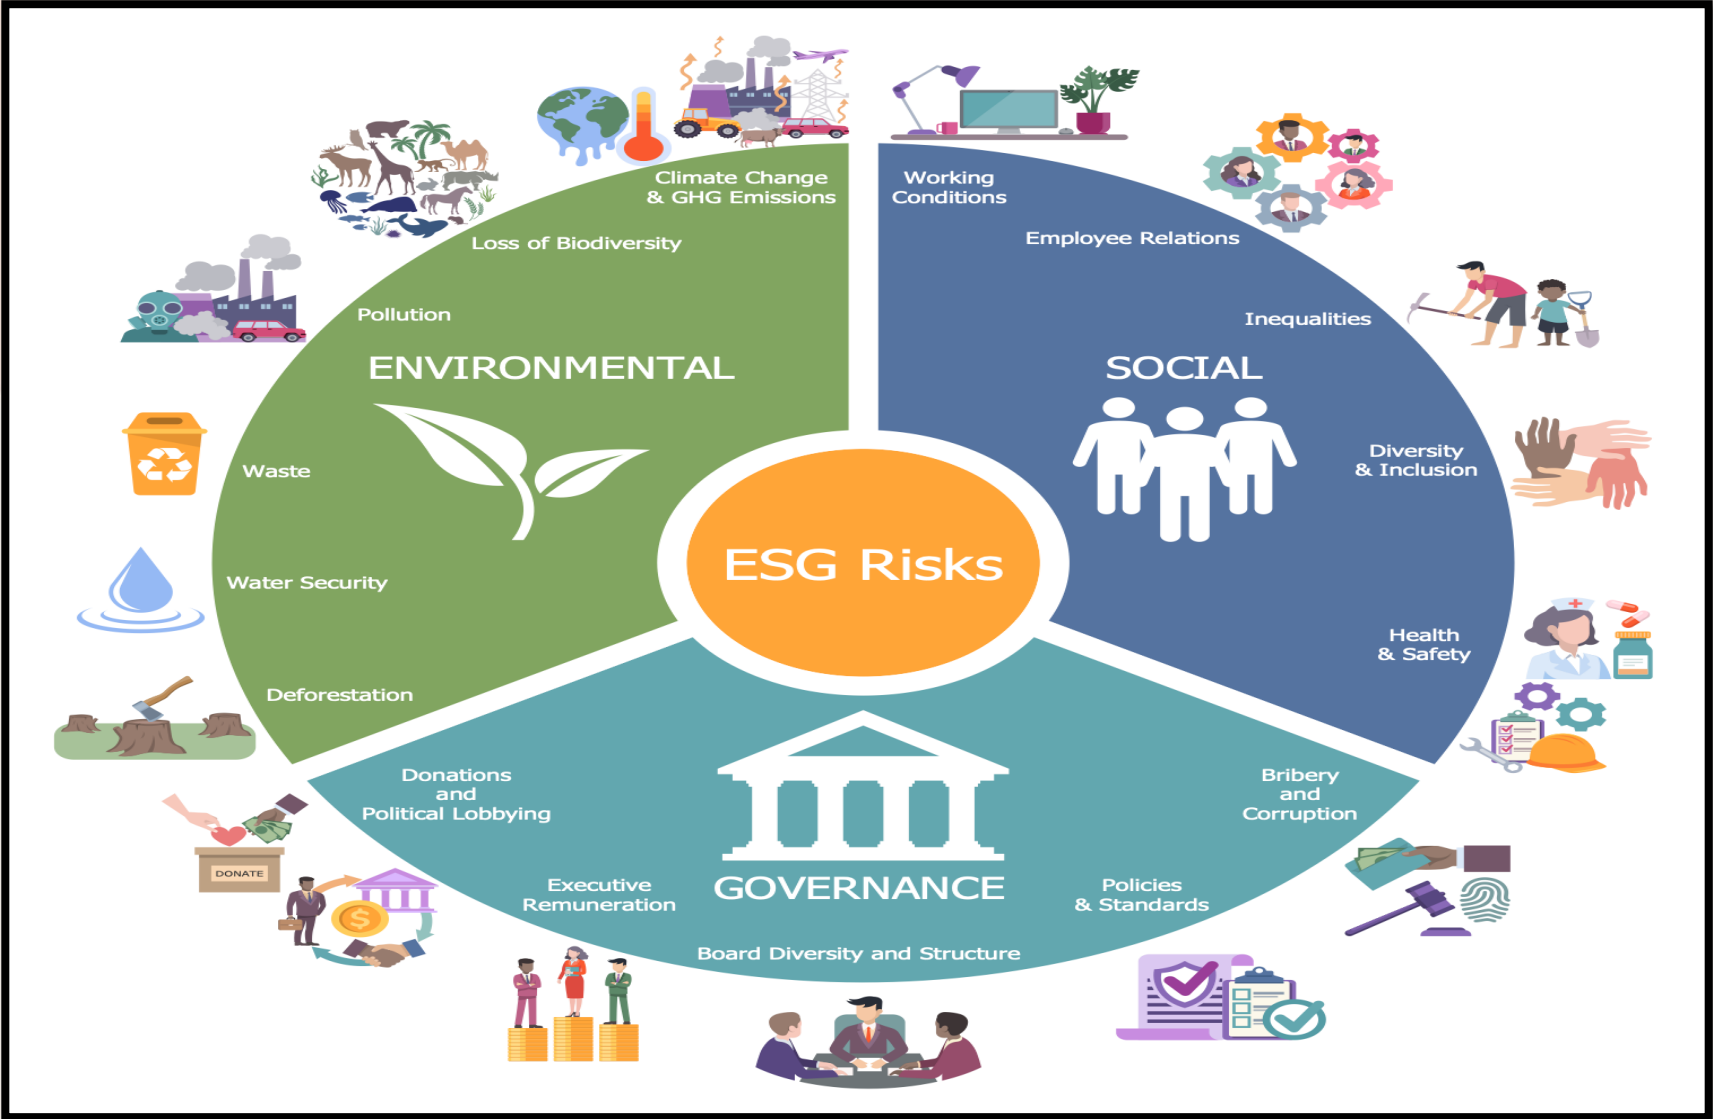 Climate Change
& GHG Emissions
Loss of Biodiversity
Pollution
ENVIRONMENTAL
Waste
Water Security
Deforestation
Working
Conditions
Employee Relations
Inequalities
SOCIAL
Diversity
& Inclusion
Health
& Safety
ESG Risks
Donations
and
Political Lobbying
DONATE
$
Executive
Remuneration
GOVERNANCE
Board Diversity and Structure
Policies
& Standards
Bribery
and
Corruption